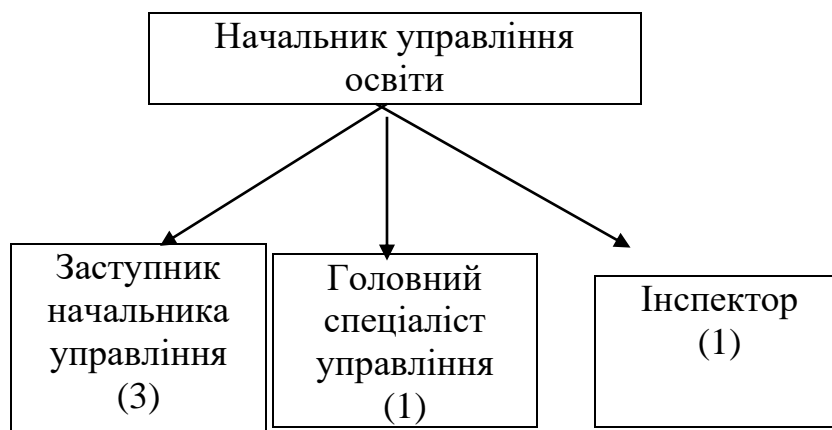 Начальник управління
освіти
Заступник
начальника
управління
(3)
Головний
спеціаліст
управління
(1)
Інспектор
(1)